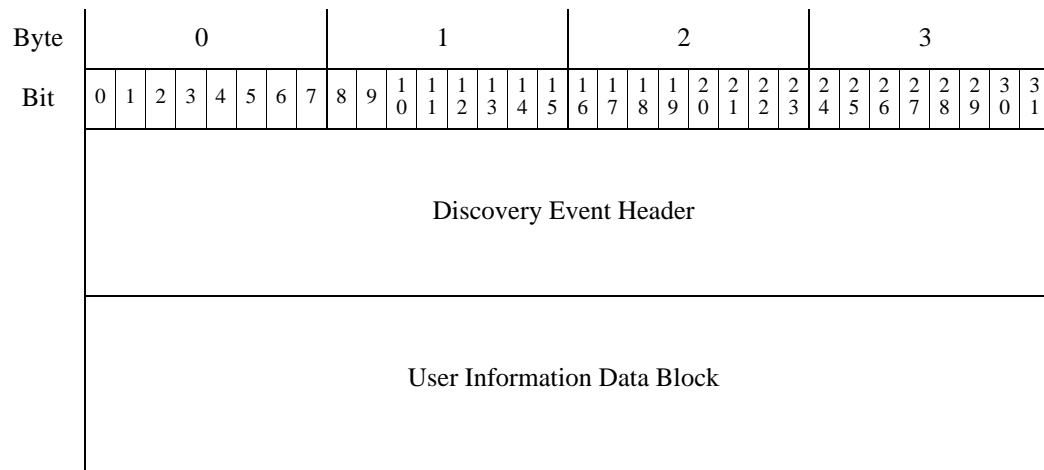 Byte 0 1 2 3
Bit 0 1 2 3 4 5 6 7 8 9 10 11 12 13 14 15 16 17 18 19 20 21 22 23 24 25 26 27 28 29 30 31
Discovery Event Header
User Information Data Block